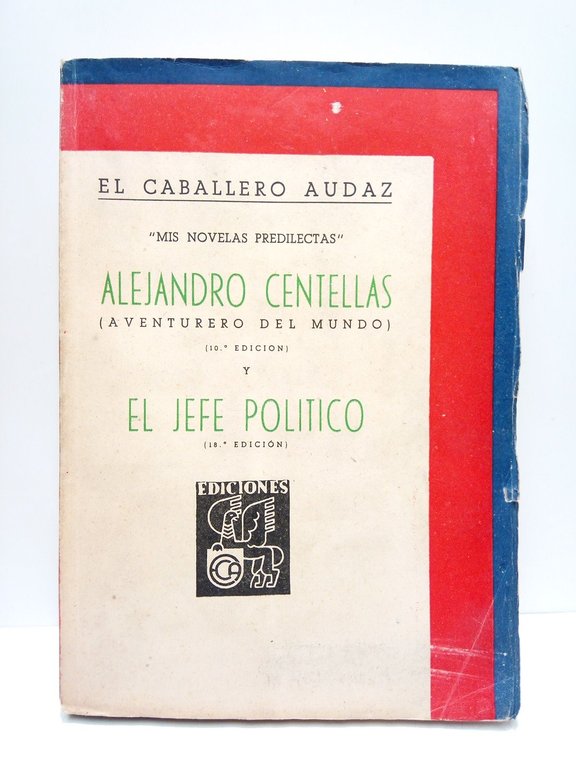 EL CABALLERO AUDAZ
"MIS NOVELAS PREDILECTAS"
ALEJANDRO CENTELLAS
(AVENTURERO DEL MUNDO)
(10.ª EDICION)
Y
EL JEFE POLITICO
(18.ª EDICIÓN)
EDICIONES
ECA